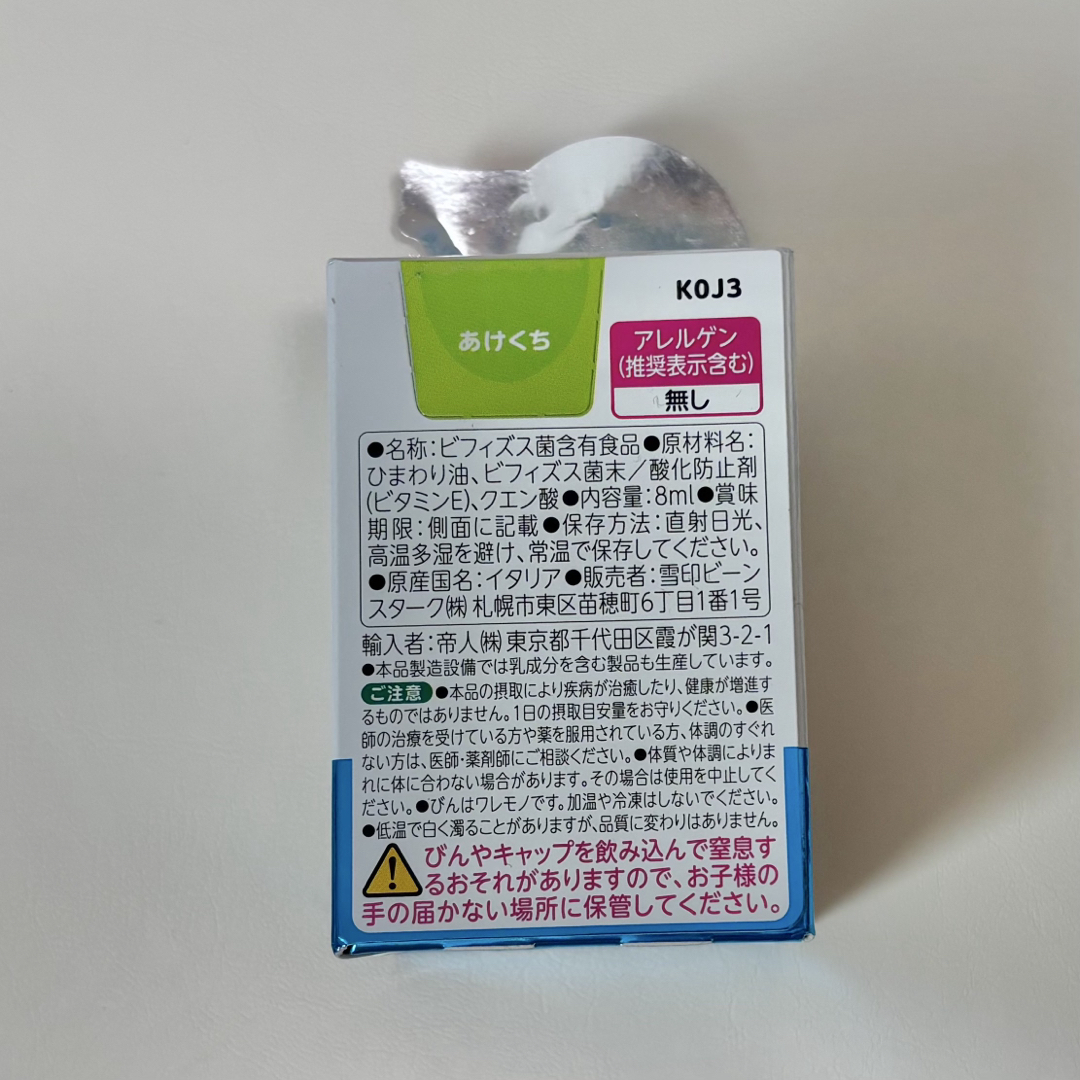 K0J3
あけくち
アレルゲン
(推奨表示含む)
無し
●名称:ビフィズス菌含有食品●原材料名:
ひまわり油、ビフィズス菌末/酸化防止剤
(ビタミンE)、クエン酸●内容量:8ml●賞味
期限:側面に記載●保存方法:直射日光、
高温多湿を避け、常温で保存してください。
●原産国名:イタリア●販売者:雪印ビーン
スターク㈱ 札幌市東区苗穂町6丁目1番1号
輸入者:帝人㈱ 東京都千代田区霞が関3-2-1
●本品製造設備では乳成分を含む製品も生産しています。
ご注意 ●本品の摂取により疾病が治癒したり、健康が増進す
るものではありません。1日の摂取目安量をお守りください。●医
師の治療を受けている方や薬を服用されている方、体調のすぐれ
ない方は、医師・薬剤師にご相談ください。●体質や体調によりま
れに体に合わない場合があります。その場合は使用を中止してく
ださい。●びんはワレモノです。加温や冷凍はしないでください。
●低温で白く濁ることがありますが、品質に変わりはありません。
びんやキャップを飲み込んで窒息す
るおそれがありますので、お子様の
手の届かない場所に保管してください。